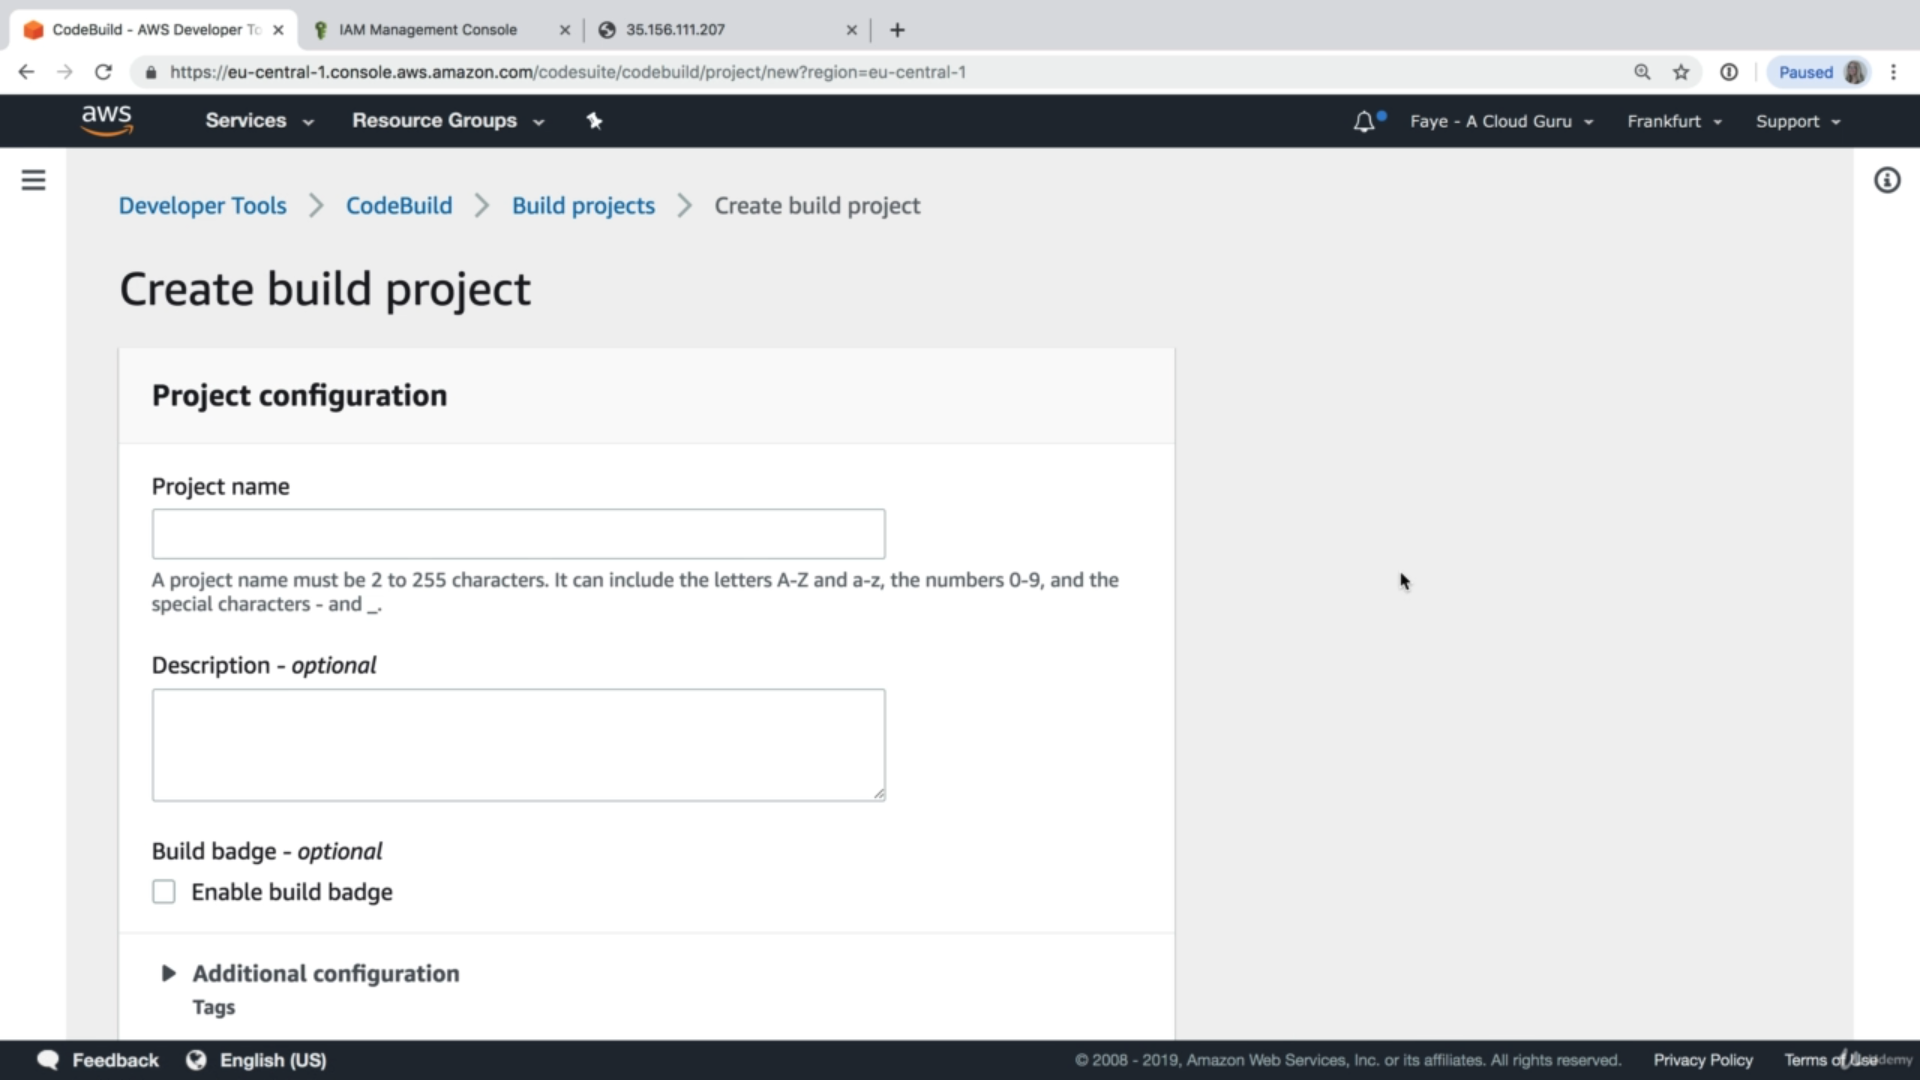 CodeBuild - AWS Developer To
IAM Management Console
35.156.111.207
https://eu-central-1.console.aws.amazon.com/codesuite/codebuild/project/new?region=eu-central-1
Paused
aws
Services
Resource Groups
Faye - A Cloud Guru
Frankfurt
Support
Developer Tools
CodeBuild
Build projects
Create build project
Create build project
Project configuration
Project name
A project name must be 2 to 255 characters. It can include the letters A-Z and a-z, the numbers 0-9, and the
special characters - and _.
Description - optional
Build badge - optional
Enable build badge
Additional configuration
Tags
Feedback
English (US)
© 2008 - 2019, Amazon Web Services, Inc. or its affiliates. All rights reserved.
Privacy Policy
Terms of Use